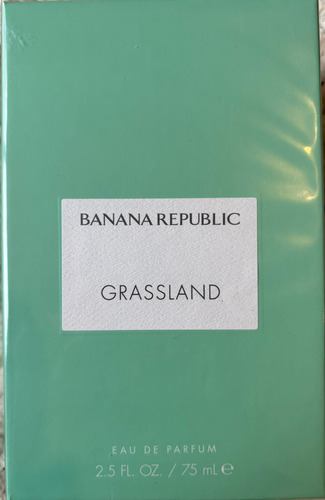 BANANA REPUBLIC
GRASSLAND
EAU DE PARFUM
2.5 FL. OZ. / 75 mL ℮